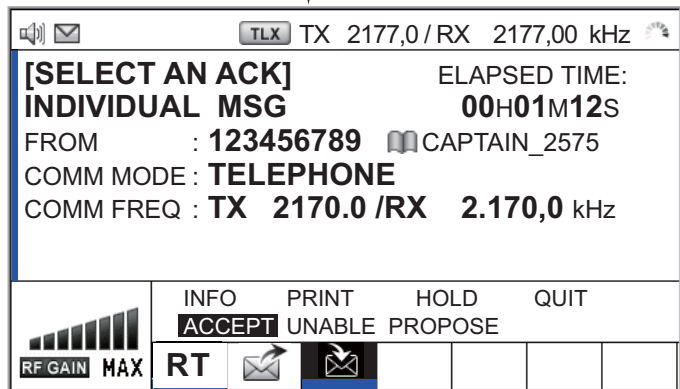 TLX TX 2177,0 / RX 2177,00 kHz
[SELECT AN ACK] ELAPSED TIME:
INDIVIDUAL MSG 00H01M12S
FROM : 123456789 CAPTAIN_2575
COMM MODE : TELEPHONE
COMM FREQ : TX 2170.0 /RX 2.170,0 kHz
INFO PRINT HOLD QUIT
ACCEPT UNABLE PROPOSE
RF GAIN MAX RT